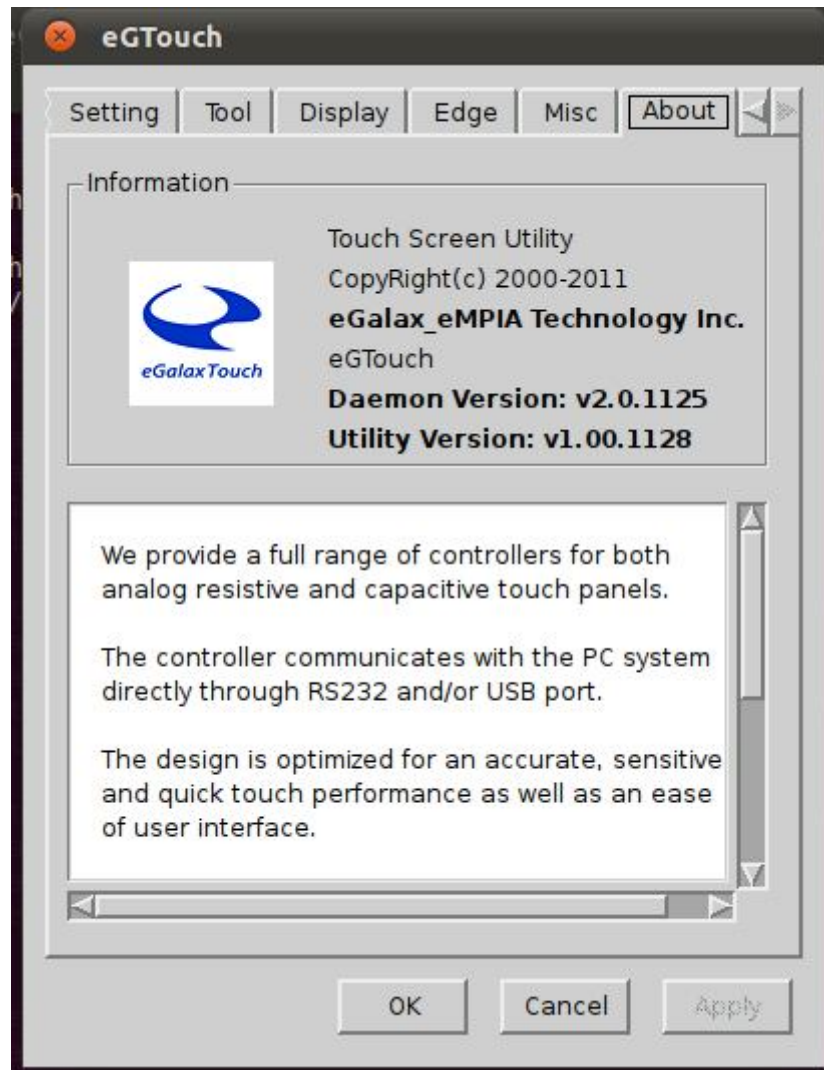 eGTouch
Setting Tool Display Edge Misc About
Information
Touch Screen Utility
CopyRight(c) 2000-2011
eGalax_eMPIA Technology Inc.
eGTouch
Daemon Version: v2.0.1125
Utility Version: v1.00.1128
eGalaxTouch
We provide a full range of controllers for both
analog resistive and capacitive touch panels.
The controller communicates with the PC system
directly through RS232 and/or USB port.
The design is optimized for an accurate, sensitive
and quick touch performance as well as an ease
of user interface.
OK Cancel Apply